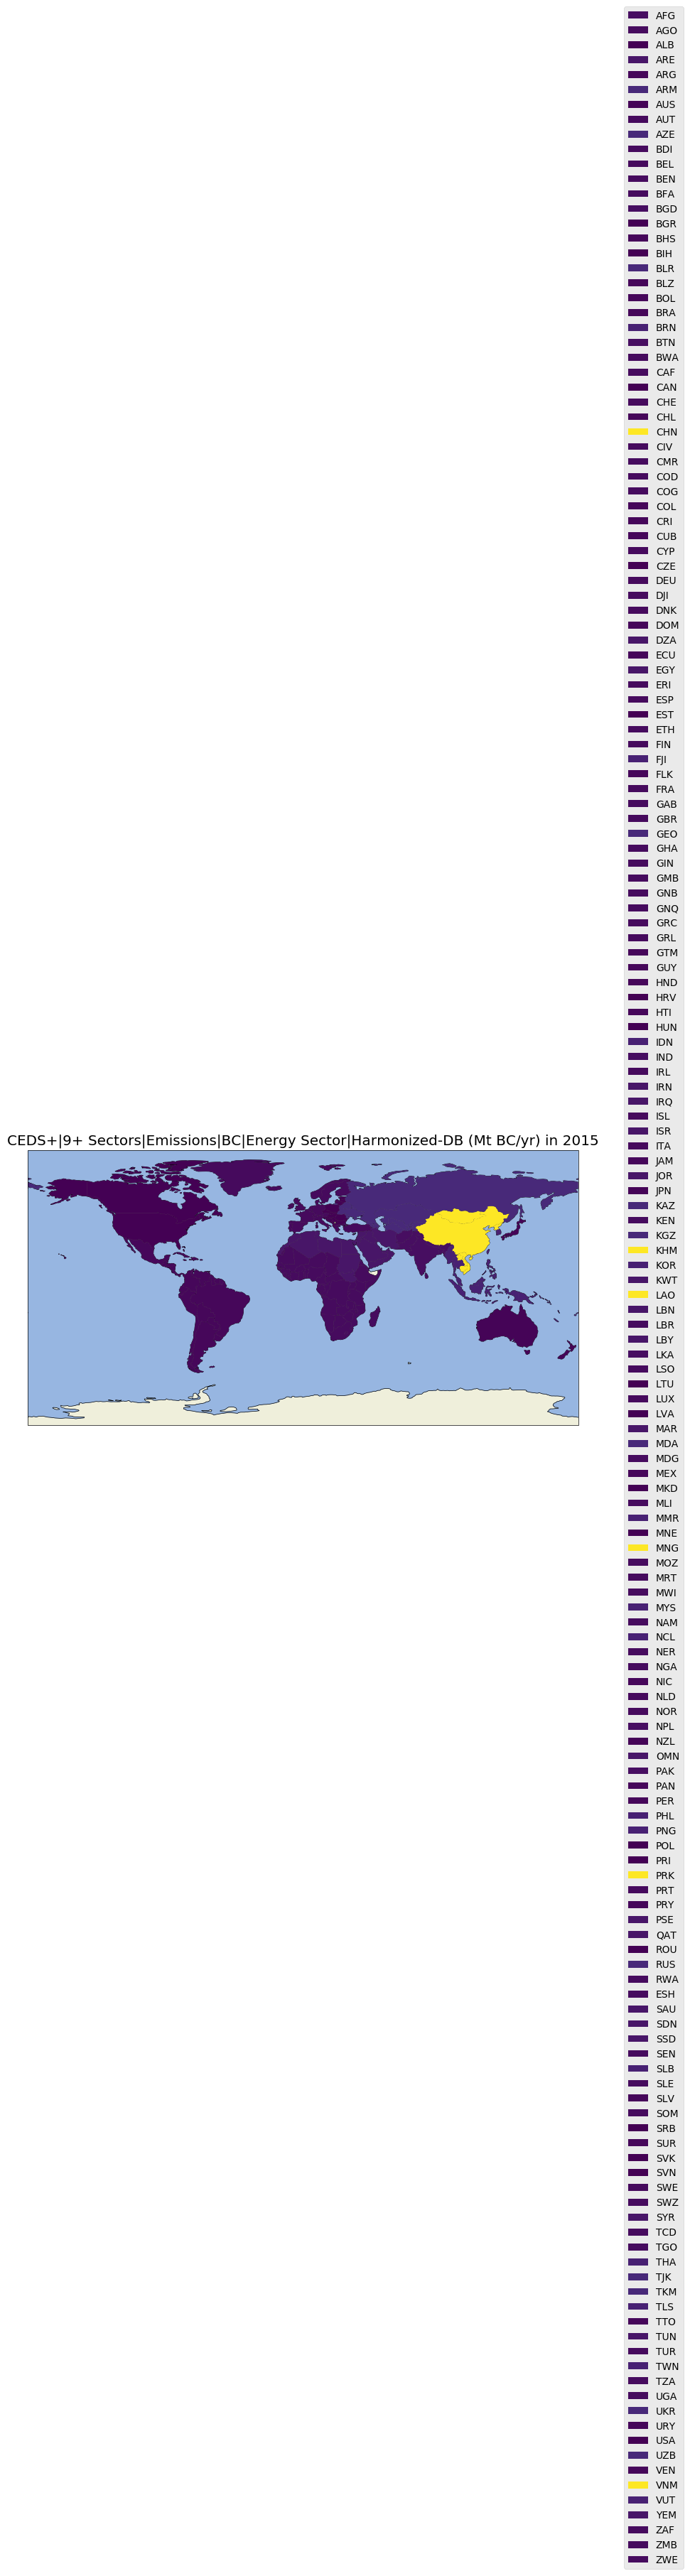 AFG
AGO
ALB
ARE
ARG
ARM
AUS
AUT
AZE
BDI
BEL
BEN
BFA
BGD
BGR
BHS
BIH
BLR
BLZ
BOL
BRA
BRN
BTN
BWA
CAF
CAN
CHE
CHL
CHN
CIV
CMR
COD
COG
COL
CRI
CUB
CYP
CZE
DEU
DJI
DNK
DOM
DZA
ECU
EGY
ERI
ESP
EST
ETH
FIN
FJI
FLK
FRA
GAB
GBR
GEO
GHA
GIN
GMB
GNB
GNQ
GRC
GRL
GTM
GUY
HND
HRV
HTI
HUN
IDN
IND
IRL
IRN
IRQ
ISL
ISR
CEDS+|9+ Sectors|Emissions|BC|Energy Sector|Harmonized-DB (Mt BC/yr) in 2015
ITA
JAM
JOR
JPN
KAZ
KEN
KGZ
KHM
KOR
KWT
LAO
LBN
LBR
LBY
LKA
LSO
LTU
LUX
LVA
MAR
MDA
MDG
MEX
MKD
MLI
MMR
MNE
MNG
MOZ
MRT
MWI
MYS
NAM
NCL
NER
NGA
NIC
NLD
NOR
NPL
NZL
OMN
PAK
PAN
PER
PHL
PNG
POL
PRI
PRK
PRT
PRY
PSE
QAT
ROU
RUS
RWA
ESH
SAU
SDN
SSD
SEN
SLB
SLE
SLV
SOM
SRB
SUR
SVK
SVN
SWE
SWZ
SYR
TCD
TGO
THA
TJK
TKM
TLS
TTO
TUN
TUR
TWN
TZA
UGA
UKR
URY
USA
UZB
VEN
VNM
VUT
YEM
ZAF
ZMB
ZWE